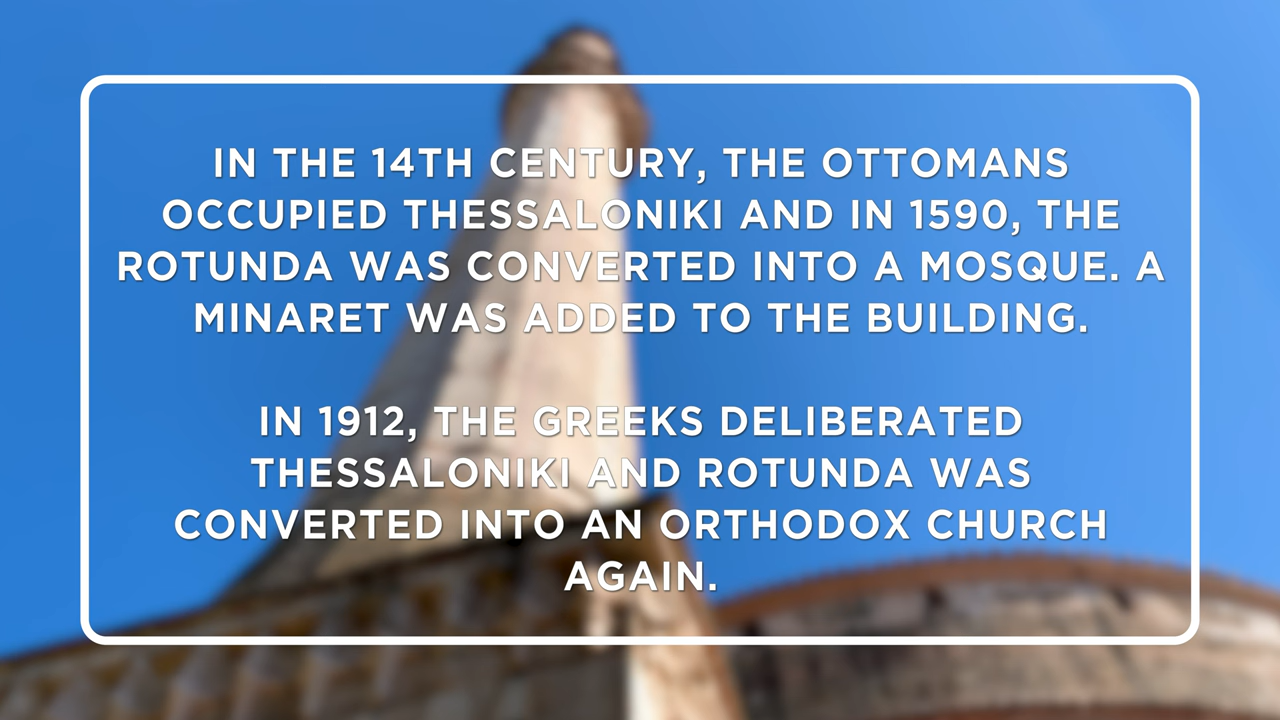 IN THE 14TH CENTURY, THE OTTOMANS
OCCUPIED THESSALONIKI AND IN 1590, THE
ROTUNDA WAS CONVERTED INTO A MOSQUE. A
MINARET WAS ADDED TO THE BUILDING.
IN 1912, THE GREEKS DELIBERATED
THESSALONIKI AND ROTUNDA WAS
CONVERTED INTO AN ORTHODOX CHURCH
AGAIN.